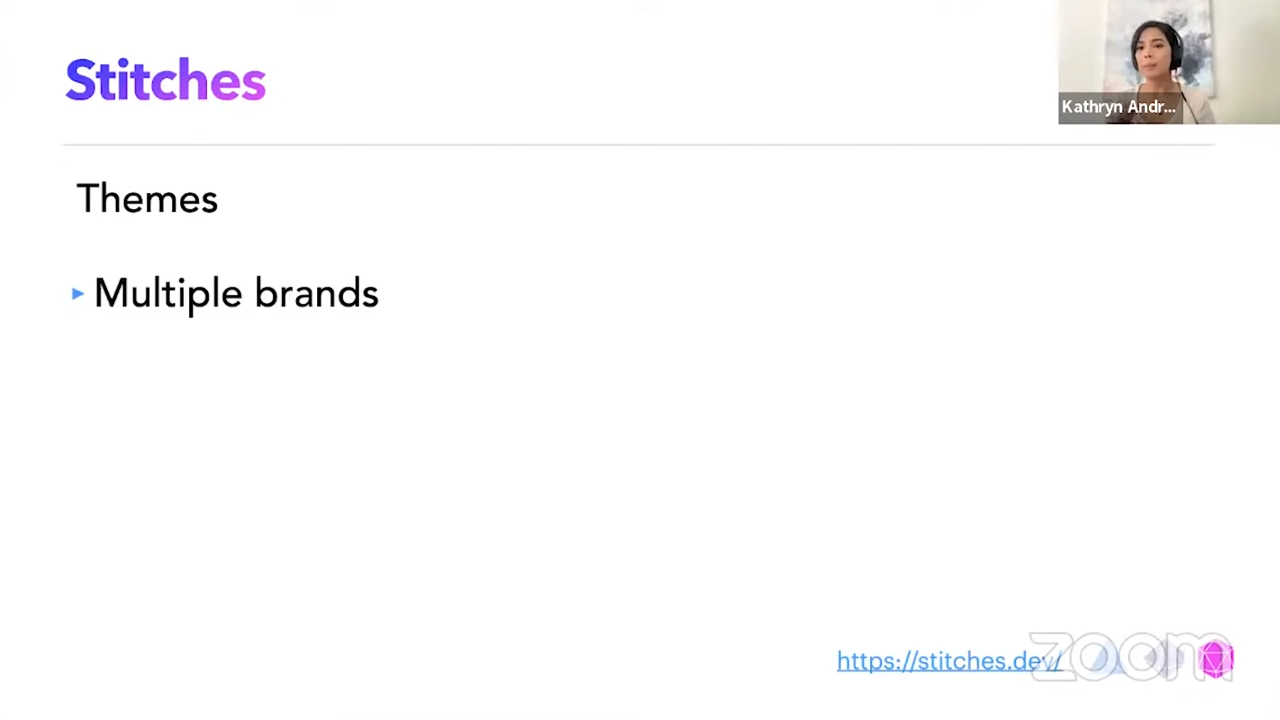 Stitches
Kathryn Andr...
Themes
Multiple brands
https://stitches.dev/
zoom